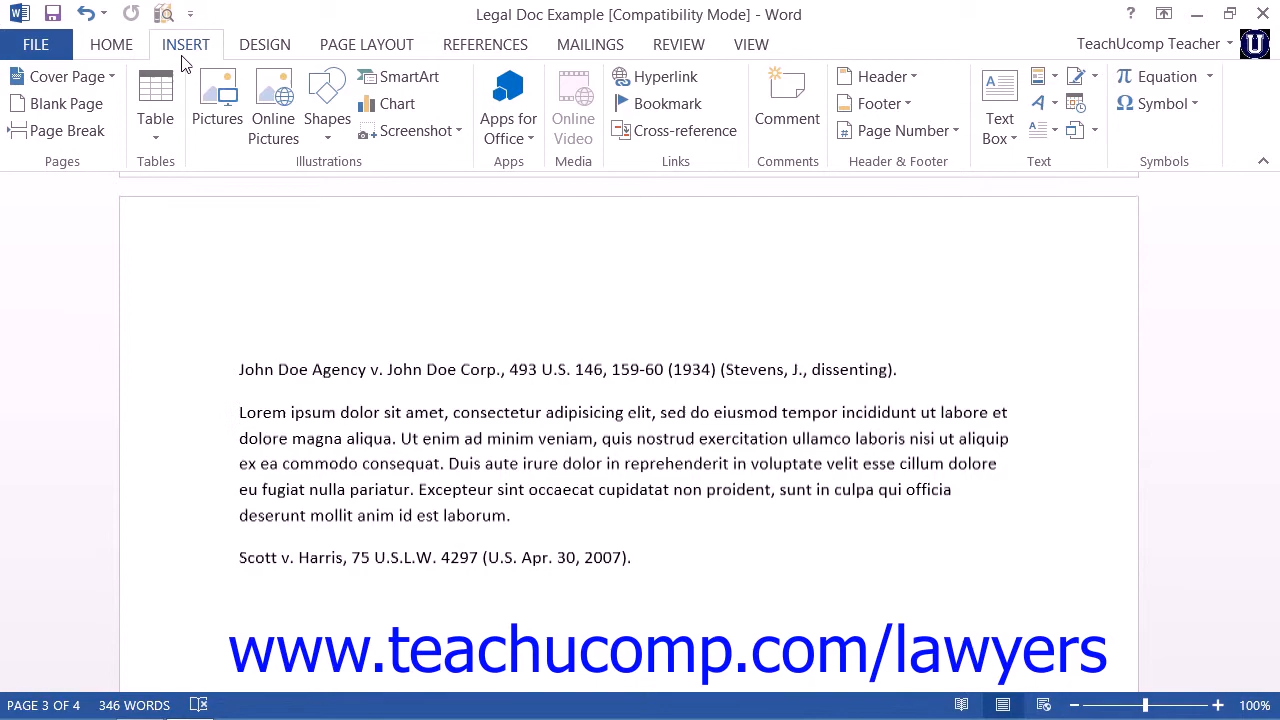 Legal Doc Example [Compatibility Mode] - Word
?
FILE HOME INSERT DESIGN PAGE LAYOUT REFERENCES MAILINGS REVIEW VIEW TeachUcomp Teacher U
Cover Page
Blank Page
Page Break
Pages
Table
Tables
Pictures
Online
Pictures
Shapes
SmartArt
Chart
Screenshot
Illustrations
Apps for
Office
Apps
Online
Video
Media
Hyperlink
Bookmark
Cross-reference
Links
Comment
Comments
Header
Footer
Page Number
Header & Footer
Text
Box
Text
π Equation
Ω Symbol
Symbols
John Doe Agency v. John Doe Corp., 493 U.S. 146, 159-60 (1934) (Stevens, J., dissenting).
Lorem ipsum dolor sit amet, consectetur adipisicing elit, sed do eiusmod tempor incididunt ut labore et
dolore magna aliqua. Ut enim ad minim veniam, quis nostrud exercitation ullamco laboris nisi ut aliquip
ex ea commodo consequat. Duis aute irure dolor in reprehenderit in voluptate velit esse cillum dolore
eu fugiat nulla pariatur. Excepteur sint occaecat cupidatat non proident, sunt in culpa qui officia
deserunt mollit anim id est laborum.
Scott v. Harris, 75 U.S.L.W. 4297 (U.S. Apr. 30, 2007).
www.teachucomp.com/lawyers
PAGE 3 OF 4 346 WORDS 100%